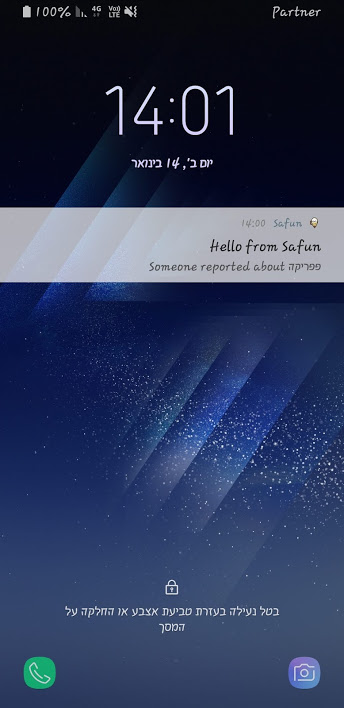 100% 4G VoLTE Partner
14:01
יום ב', 14 בינואר
14:00 Safun
Hello from Safun
Someone reported about פפריקה
בטל נעילה בעזרת טביעת אצבע או החלקה על
המסך